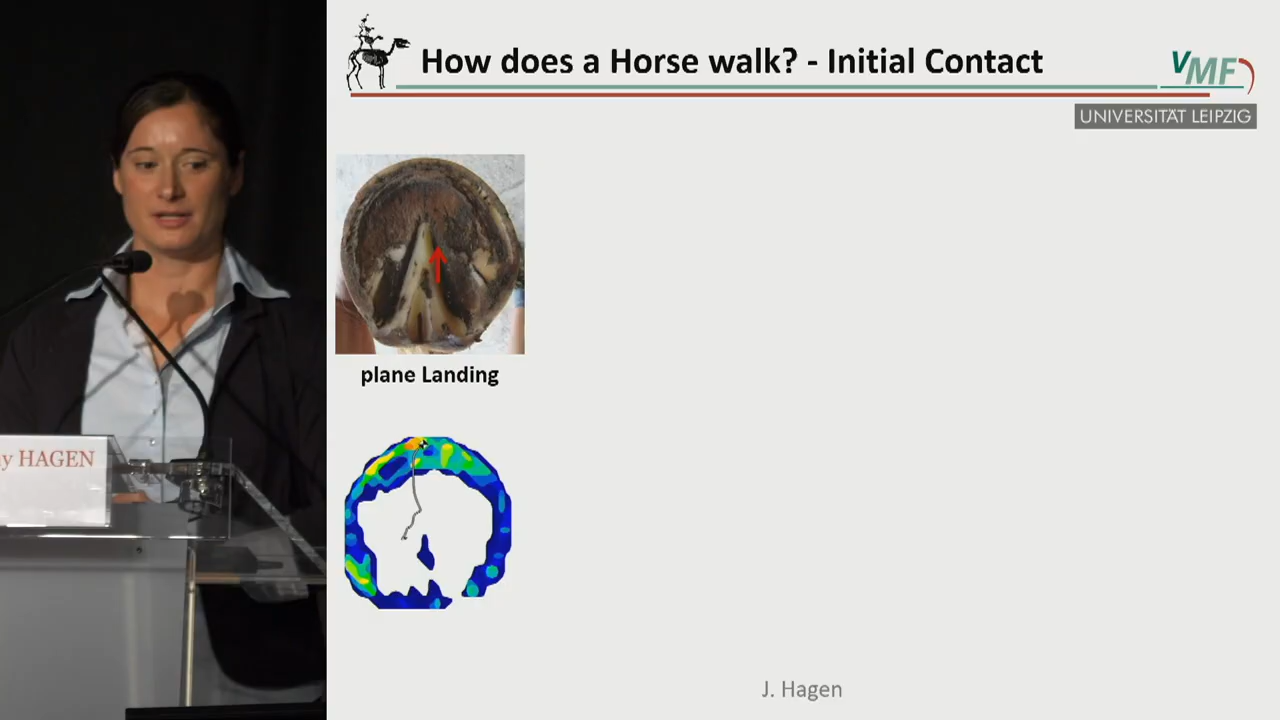 How does a Horse walk? - Initial Contact
VMF
UNIVERSITÄT LEIPZIG
plane Landing
y HAGEN
J. Hagen